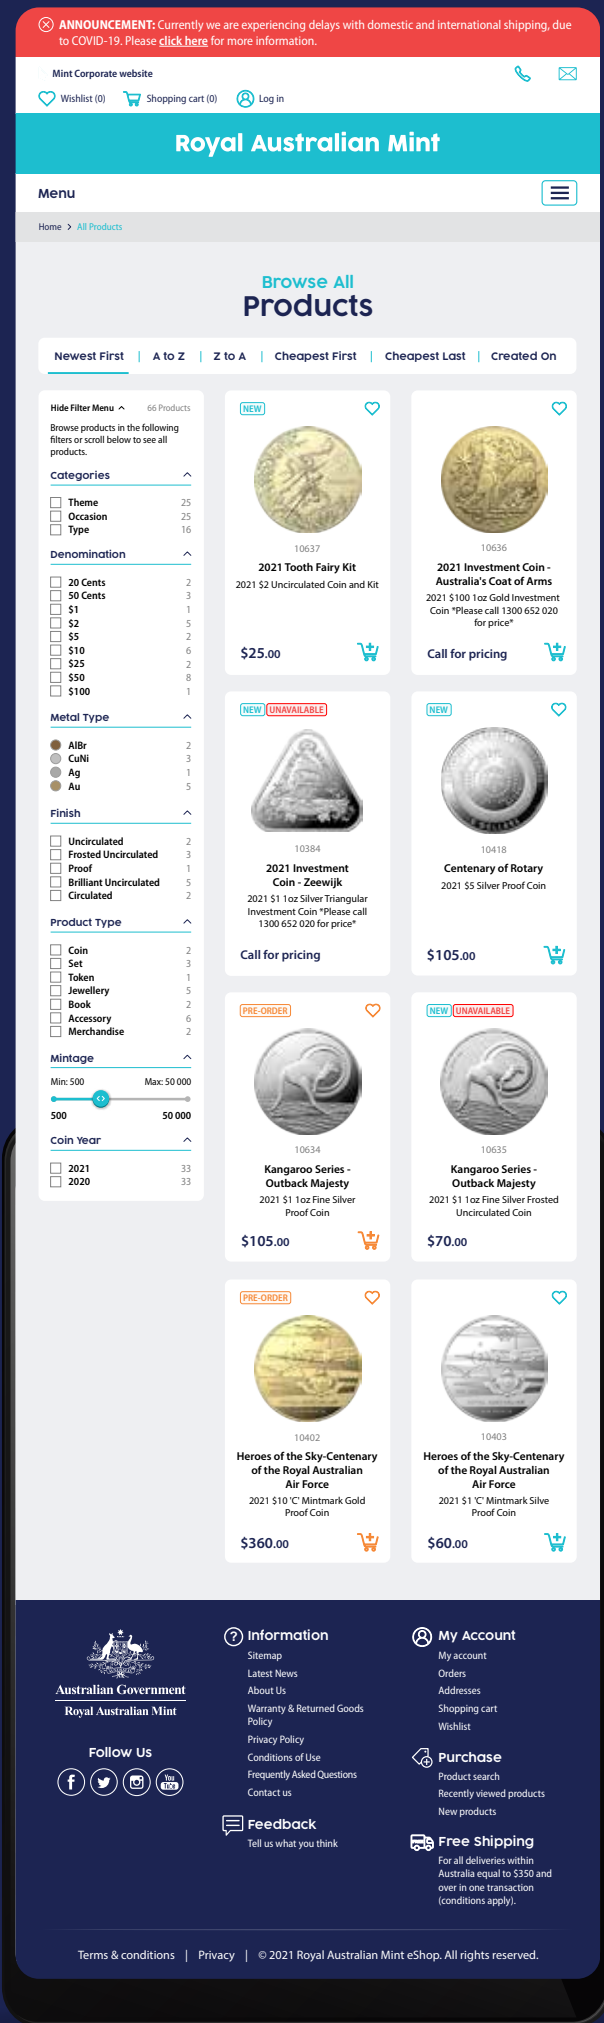 ANNOUNCEMENT: Currently we are experiencing delays with domestic and international shipping, due
to COVID-19. Please click here for more information.
Mint Corporate website
Wishlist (0)
Shopping cart (0)
Log in
Royal Australian Mint
Menu
Home > All Products
Browse All
Products
Newest First | A to Z | Z to A | Cheapest First | Cheapest Last | Created On
Hide Filter Menu
66 Products
Browse products in the following
filters or scroll below to see all
products.
Categories
Theme 25
Occasion 25
Type 16
Denomination
20 Cents 2
50 Cents 3
$1 1
$2 5
$5 2
$10 6
$25 2
$50 8
$100 1
Metal Type
AlBr 2
CuNi 3
Ag 1
Au 5
Finish
Uncirculated 2
Frosted Uncirculated 3
Proof 1
Brilliant Uncirculated 5
Circulated 2
Product Type
Coin 2
Set 3
Token 1
Jewellery 5
Book 2
Accessory 6
Merchandise 2
Mintage
Min: 500 Max: 50 000
500 50 000
Coin Year
2021 33
2020 33
NEW
10637
2021 Tooth Fairy Kit
2021 $2 Uncirculated Coin and Kit
$25.00
10636
2021 Investment Coin -
Australia's Coat of Arms
2021 $100 1oz Gold Investment
Coin *Please call 1300 652 020
for price*
Call for pricing
NEW UNAVAILABLE
10384
2021 Investment
Coin - Zeewijk
2021 $1 1oz Silver Triangular
Investment Coin *Please call
1300 652 020 for price*
Call for pricing
NEW
10418
Centenary of Rotary
2021 $5 Silver Proof Coin
$105.00
PRE-ORDER
10634
Kangaroo Series -
Outback Majesty
2021 $1 1oz Fine Silver
Proof Coin
$105.00
NEW UNAVAILABLE
10635
Kangaroo Series -
Outback Majesty
2021 $1 1oz Fine Silver Frosted
Uncirculated Coin
$70.00
PRE-ORDER
10402
Heroes of the Sky-Centenary
of the Royal Australian
Air Force
2021 $10 'C' Mintmark Gold
Proof Coin
$360.00
10403
Heroes of the Sky-Centenary
of the Royal Australian
Air Force
2021 $1 'C' Mintmark Silve
Proof Coin
$60.00
Australian Government
Royal Australian Mint
Follow Us
You
Tube
Information
Sitemap
Latest News
About Us
Warranty & Returned Goods
Policy
Privacy Policy
Conditions of Use
Frequently Asked Questions
Contact us
Feedback
Tell us what you think
My Account
My account
Orders
Addresses
Shopping cart
Wishlist
Purchase
Product search
Recently viewed products
New products
Free Shipping
For all deliveries within
Australia equal to $350 and
over in one transaction
(conditions apply).
Terms & conditions | Privacy | © 2021 Royal Australian Mint eShop. All rights reserved.